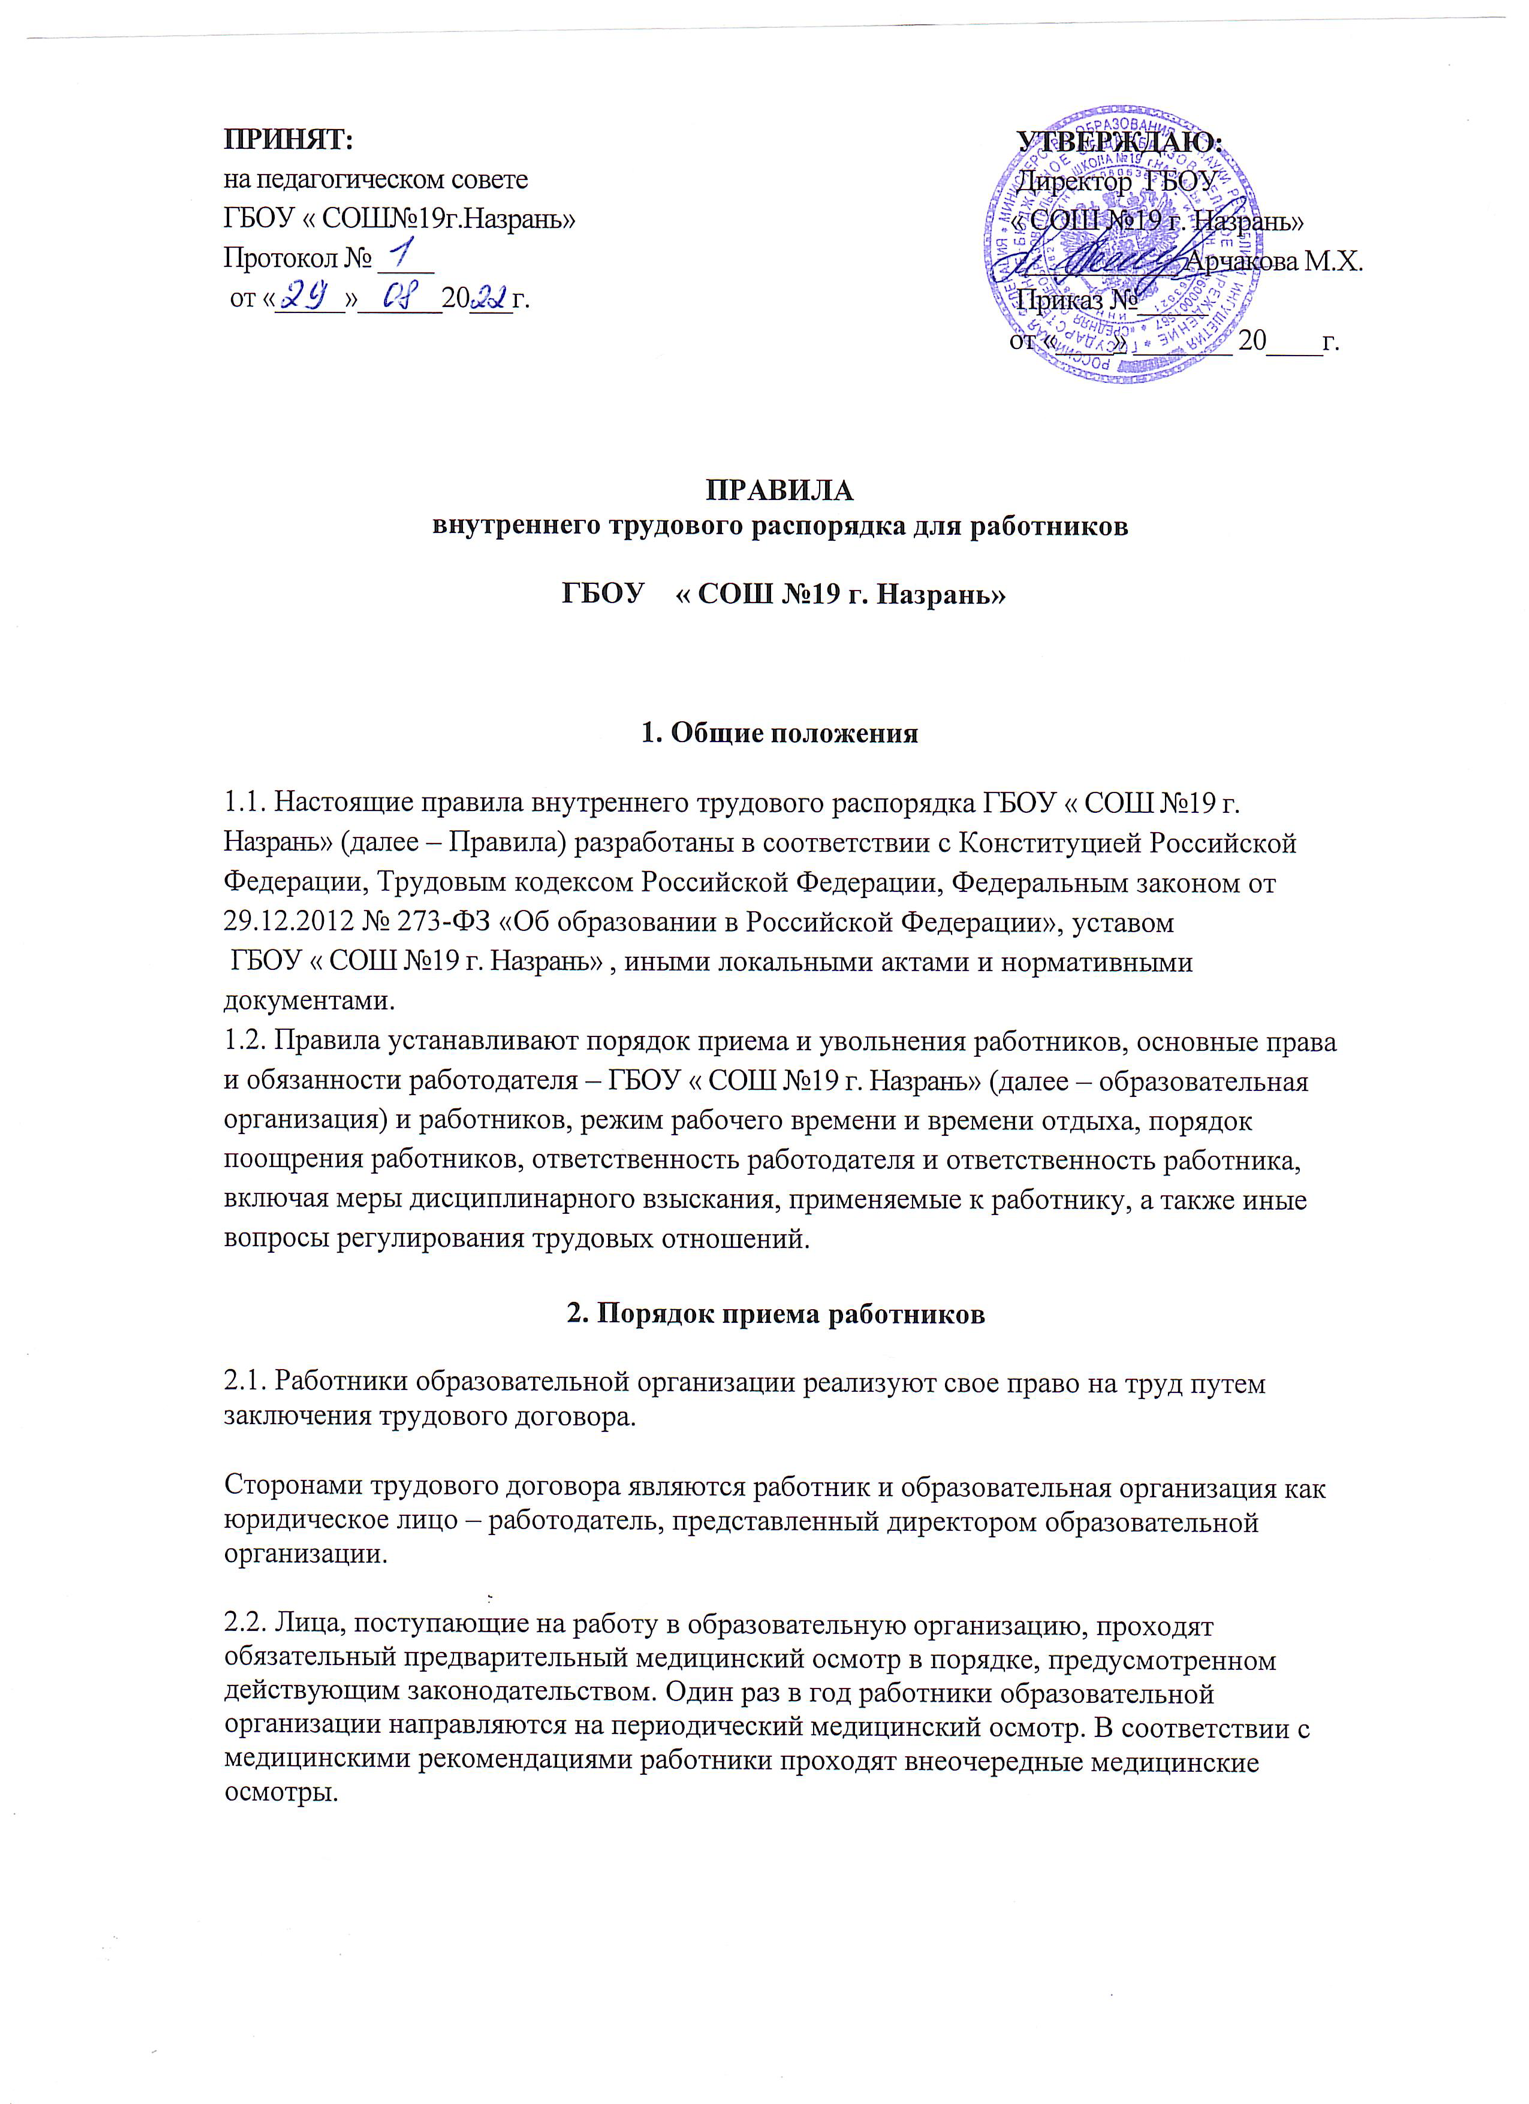 ПРИНЯТ:
на педагогическом совете
ГБОУ « СОШ№19г.Назрань»
Протокол № 1
от «29» 08 2022г.
УТВЕРЖДАЮ:
Директор ГБОУ
« СОШ №19 г. Назрань»
Арчакова М.Х.
Приказ №______
от «____» _______ 20____г.
ПРАВИЛА
внутреннего трудового распорядка для работников
ГБОУ « СОШ №19 г. Назрань»
1. Общие положения
1.1. Настоящие правила внутреннего трудового распорядка ГБОУ « СОШ №19 г.
Назрань» (далее – Правила) разработаны в соответствии с Конституцией Российской
Федерации, Трудовым кодексом Российской Федерации, Федеральным законом от
29.12.2012 № 273-ФЗ «Об образовании в Российской Федерации», уставом
ГБОУ « СОШ №19 г. Назрань» , иными локальными актами и нормативными
документами.
1.2. Правила устанавливают порядок приема и увольнения работников, основные права
и обязанности работодателя – ГБОУ « СОШ №19 г. Назрань» (далее – образовательная
организация) и работников, режим рабочего времени и времени отдыха, порядок
поощрения работников, ответственность работодателя и ответственность работника,
включая меры дисциплинарного взыскания, применяемые к работнику, а также иные
вопросы регулирования трудовых отношений.
2. Порядок приема работников
2.1. Работники образовательной организации реализуют свое право на труд путем
заключения трудового договора.
Сторонами трудового договора являются работник и образовательная организация как
юридическое лицо – работодатель, представленный директором образовательной
организации.
2.2. Лица, поступающие на работу в образовательную организацию, проходят
обязательный предварительный медицинский осмотр в порядке, предусмотренном
действующим законодательством. Один раз в год работники образовательной
организации направляются на периодический медицинский осмотр. В соответствии с
медицинскими рекомендациями работники проходят внеочередные медицинские
осмотры.